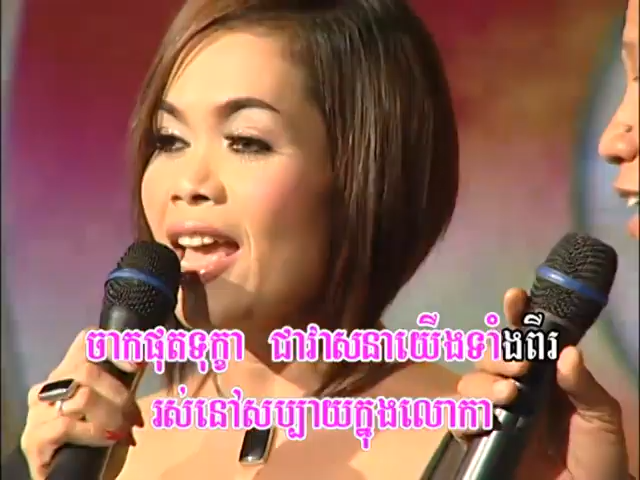 ចាកផុតទុក្ខា ជាវាសនាយើងទាំងពីរ
រស់នៅសប្បាយក្នុងលោកា